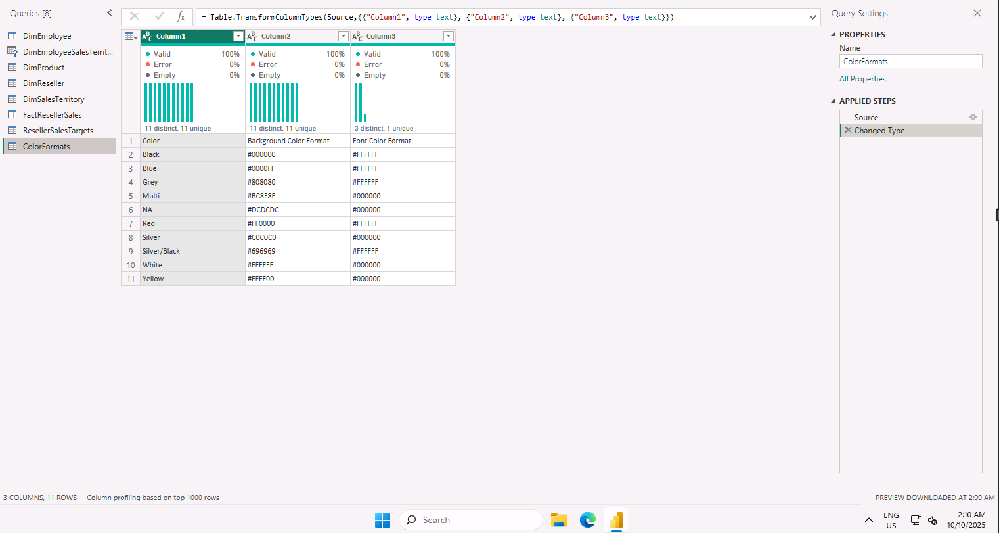 Queries [8]
DimEmployee
DimEmployeeSalesTerrit...
DimProduct
DimReseller
DimSalesTerritory
FactResellerSales
ResellerSalesTargets
ColorFormats
fx = Table.TransformColumnTypes(Source,{{"Column1", type text}, {"Column2", type text}, {"Column3", type text}})
ABC Column1 ABC Column2 ABC Column3
Valid 100% Valid 100% Valid 100%
Error 0% Error 0% Error 0%
Empty 0% Empty 0% Empty 0%
11 distinct, 11 unique 11 distinct, 11 unique 3 distinct, 1 unique
1 Color Background Color Format Font Color Format
2 Black #000000 #FFFFFF
3 Blue #0000FF #FFFFFF
4 Grey #808080 #FFFFFF
5 Multi #BC8F8F #000000
6 NA #DCDCDC #000000
7 Red #FF0000 #FFFFFF
8 Silver #C0C0C0 #000000
9 Silver/Black #696969 #FFFFFF
10 White #FFFFFF #000000
11 Yellow #FFFF00 #000000
Query Settings
PROPERTIES
Name
ColorFormats
All Properties
APPLIED STEPS
Source
Changed Type
3 COLUMNS, 11 ROWS Column profiling based on top 1000 rows PREVIEW DOWNLOADED AT 2:09 AM
Search
ENG
US
2:10 AM
10/10/2025